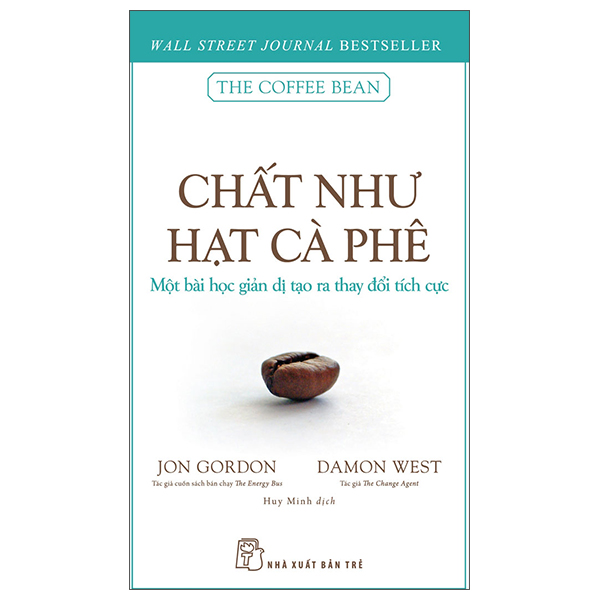 WALL STREET JOURNAL BESTSELLER
THE COFFEE BEAN
CHẤT NHƯ
HẠT CÀ PHÊ
Một bài học giản dị tạo ra thay đổi tích cực
JON GORDON
Tác giả cuốn sách bán chạy The Energy Bus
DAMON WEST
Tác giả The Change Agent
Huy Minh dịch
NHÀ XUẤT BẢN TRẺ